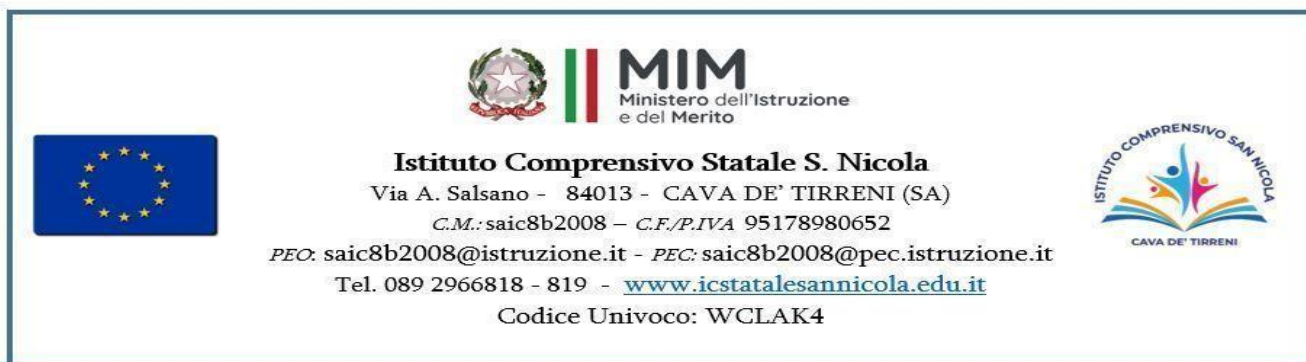 MIM
Ministero dell'Istruzione
e del Merito
Istituto Comprensivo Statale S. Nicola
Via A. Salsano - 84013 - CAVA DE' TIRRENI (SA)
C.M.: saic8b2008 – C.F./P.IVA 95178980652
PEO: saic8b2008@istruzione.it - PEC: saic8b2008@pec.istruzione.it
Tel. 089 2966818 - 819 - www.icstatalesannicola.edu.it
Codice Univoco: WCLAK4
ISTITUTO COMPRENSIVO SAN NICOLA
CAVA DE' TIRRENI